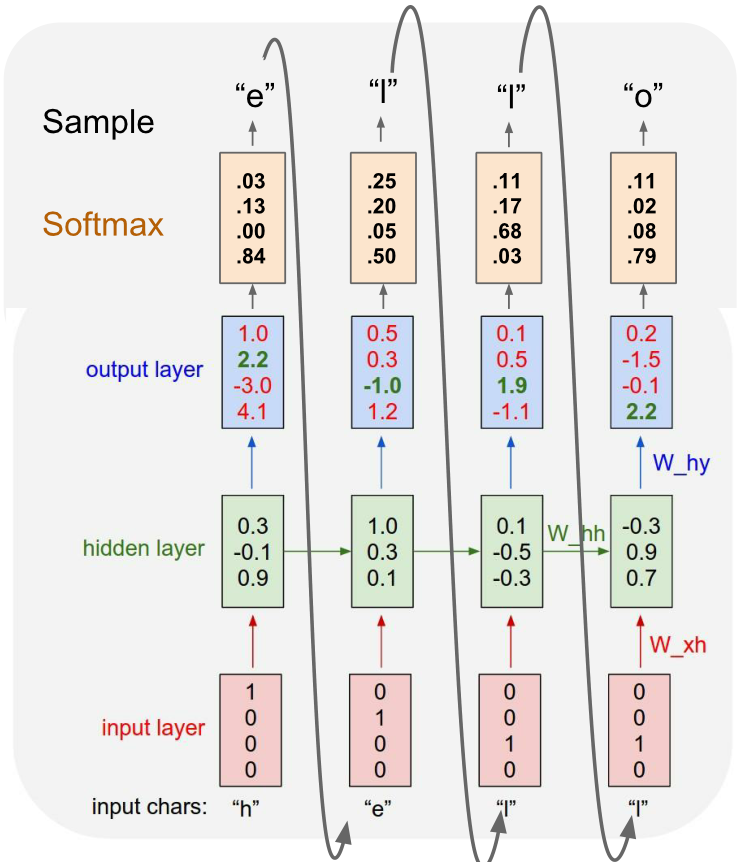 “e” “l” “l” “o”
Sample
.03 .25 .11 .11
.13 .20 .17 .02
Softmax
.00 .05 .68 .08
.84 .50 .03 .79
1.0 0.5 0.1 0.2
2.2 0.3 0.5 -1.5
output layer
-3.0 -1.0 1.9 -0.1
4.1 1.2 -1.1 2.2
W_hy
0.3 1.0 0.1 -0.3
W_hh
hidden layer
-0.1 0.3 -0.5 0.9
0.9 0.1 -0.3 0.7
W_xh
1 0 0 0
0 1 0 0
input layer
0 0 1 1
0 0 0 0
input chars: “h” “e” “l” “l”